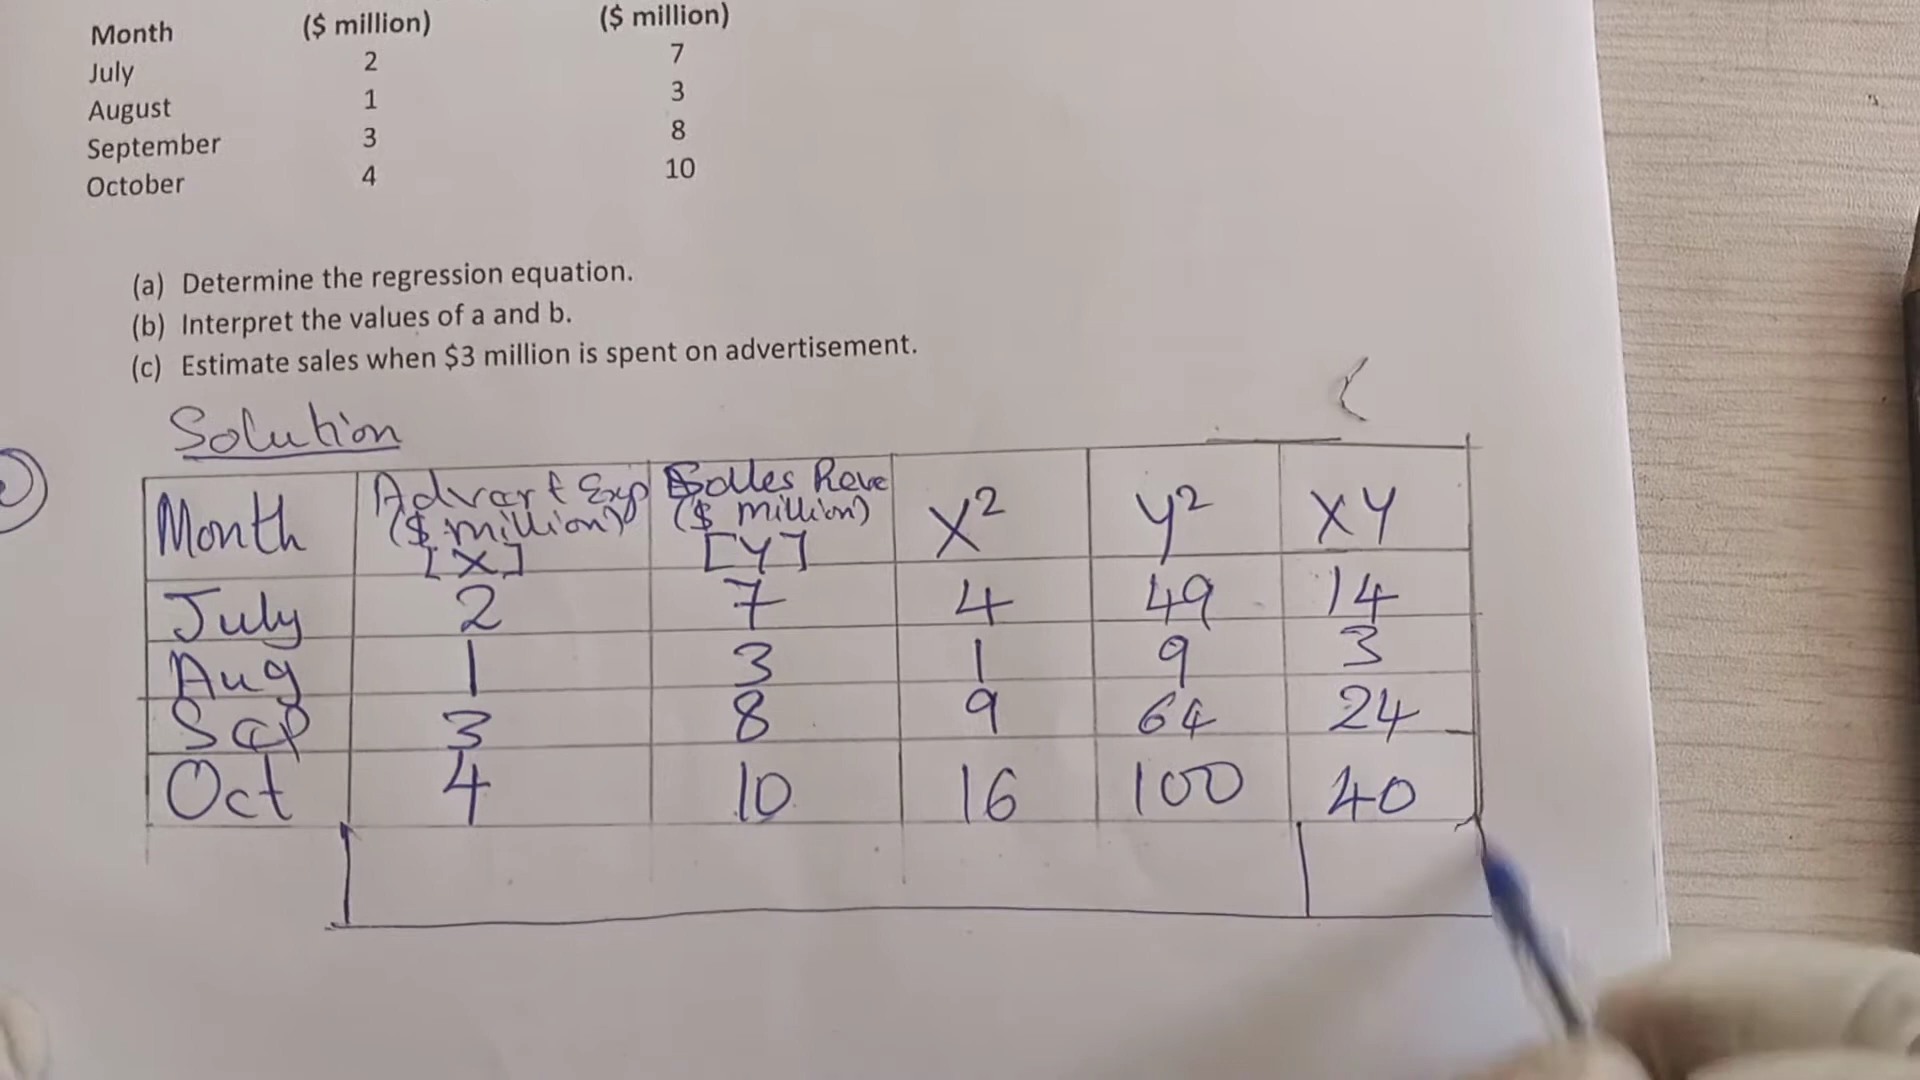 Month ($ million) ($ million)
July 2 7
August 1 3
September 3 8
October 4 10
(a) Determine the regression equation.
(b) Interpret the values of a and b.
(c) Estimate sales when $3 million is spent on advertisement.
Solution
Month Advert Exp ($ million) [X] Salles Reve ($ million) [Y] X² Y² XY
July 2 7 4 49 14
Aug 1 3 1 9 3
Sep 3 8 9 64 24
Oct 4 10 16 100 40